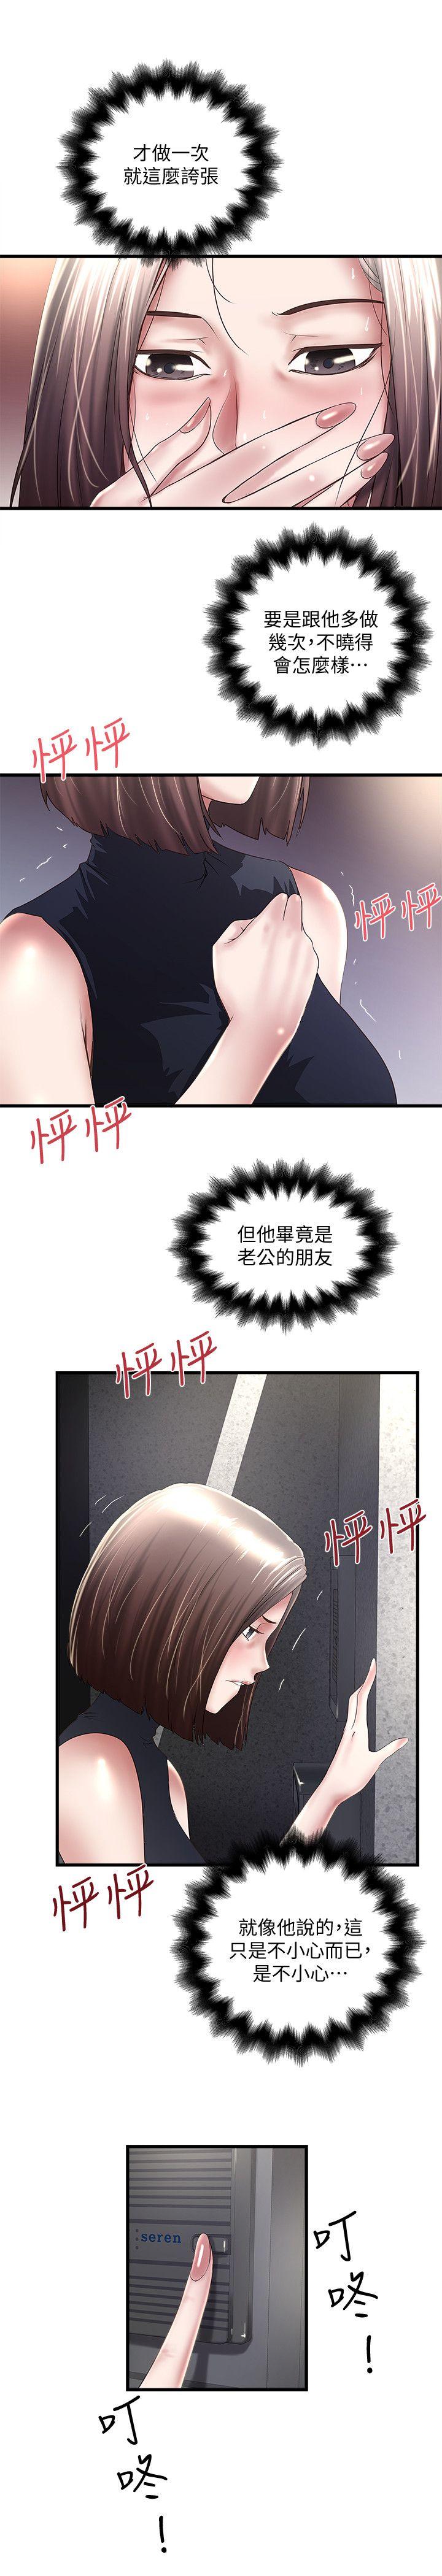 才做一次
就這麼誇張
要是跟他多做
幾次,不曉得
會怎麼樣⋯
怦怦
怦怦
怦怦
但他畢竟是
老公的朋友
怦怦
怦怦
怦怦
就像他說的,這
只是不小心而已,
是不小心⋯
seren
叮
咚
!
叮
咚
!